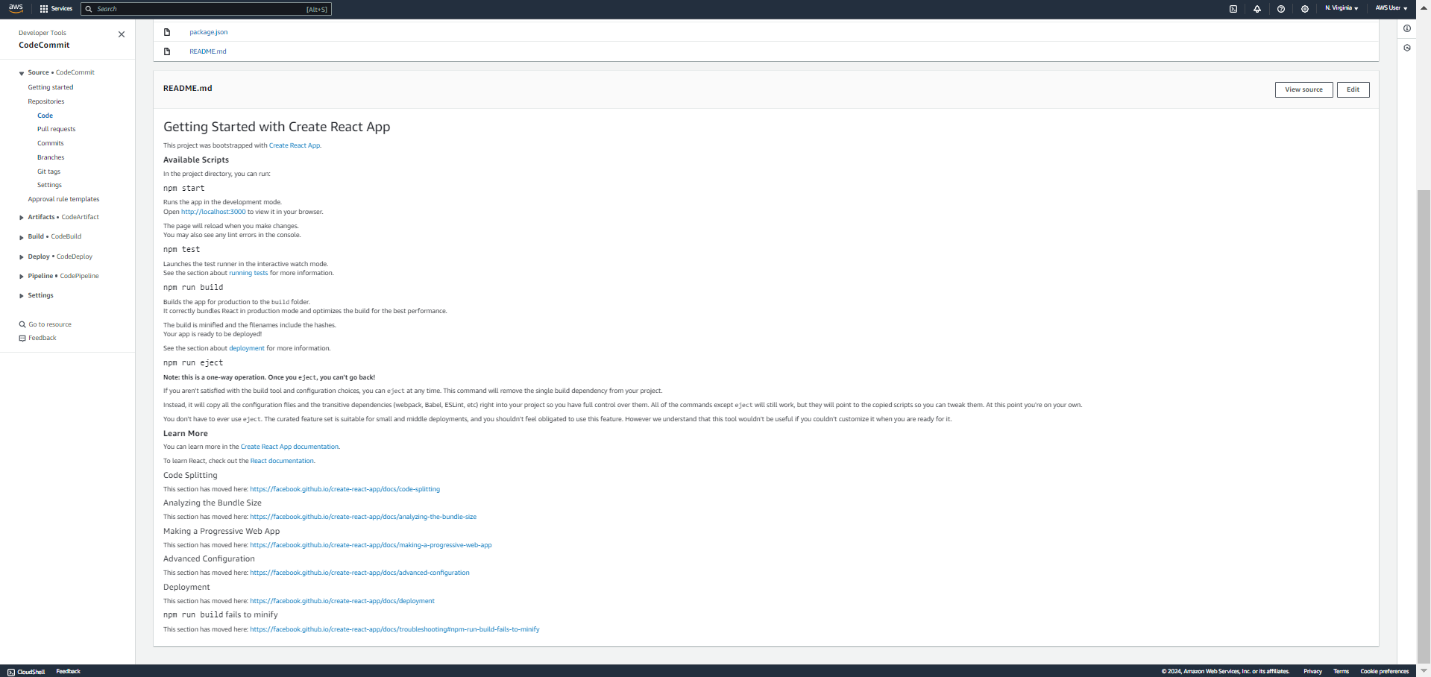 aws
Services
Search
[Alt+S]
N. Virginia
AWS User
Developer Tools
CodeCommit
Source • CodeCommit
Getting started
Repositories
Code
Pull requests
Commits
Branches
Git tags
Settings
Approval rule templates
Artifacts • CodeArtifact
Build • CodeBuild
Deploy • CodeDeploy
Pipeline • CodePipeline
Settings
Go to resource
Feedback
package.json
README.md
README.md
View source
Edit
Getting Started with Create React App
This project was bootstrapped with Create React App.
Available Scripts
In the project directory, you can run:
npm start
Runs the app in the development mode.
Open http://localhost:3000 to view it in your browser.
The page will reload when you make changes.
You may also see any lint errors in the console.
npm test
Launches the test runner in the interactive watch mode.
See the section about running tests for more information.
npm run build
Builds the app for production to the build folder.
It correctly bundles React in production mode and optimizes the build for the best performance.
The build is minified and the filenames include the hashes.
Your app is ready to be deployed!
See the section about deployment for more information.
npm run eject
Note: this is a one-way operation. Once you eject, you can't go back!
If you aren't satisfied with the build tool and configuration choices, you can eject at any time. This command will remove the single build dependency from your project.
Instead, it will copy all the configuration files and the transitive dependencies (webpack, Babel, ESLint, etc) right into your project so you have full control over them. All of the commands except eject will still work, but they will point to the copied scripts so you can tweak them. At this point you're on your own.
You don't have to ever use eject. The curated feature set is suitable for small and middle deployments, and you shouldn't feel obligated to use this feature. However we understand that this tool wouldn't be useful if you couldn't customize it when you are ready for it.
Learn More
You can learn more in the Create React App documentation.
To learn React, check out the React documentation.
Code Splitting
This section has moved here: https://facebook.github.io/create-react-app/docs/code-splitting
Analyzing the Bundle Size
This section has moved here: https://facebook.github.io/create-react-app/docs/analyzing-the-bundle-size
Making a Progressive Web App
This section has moved here: https://facebook.github.io/create-react-app/docs/making-a-progressive-web-app
Advanced Configuration
This section has moved here: https://facebook.github.io/create-react-app/docs/advanced-configuration
Deployment
This section has moved here: https://facebook.github.io/create-react-app/docs/deployment
npm run build fails to minify
This section has moved here: https://facebook.github.io/create-react-app/docs/troubleshooting#npm-run-build-fails-to-minify
CloudShell
Feedback
© 2024, Amazon Web Services, Inc. or its affiliates.
Privacy
Terms
Cookie preferences